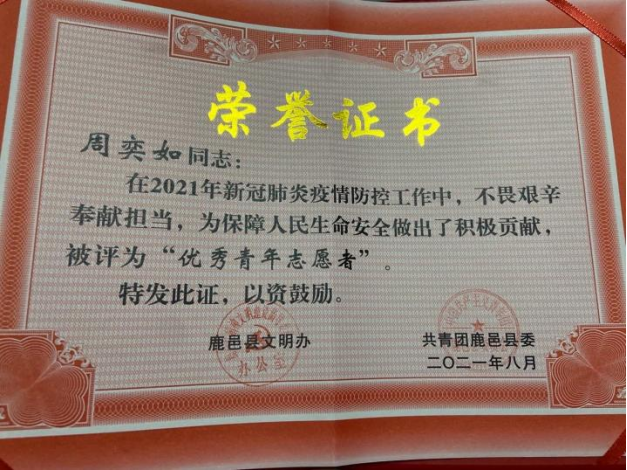 荣誉证书
周奕如同志：
在2021年新冠肺炎疫情防控工作中，不畏艰辛
奉献担当，为保障人民生命安全做出了积极贡献，
被评为“优秀青年志愿者”。
特发此证，以资鼓励。
鹿邑县文明办
办公室
共青团鹿邑县委
二〇二一年八月